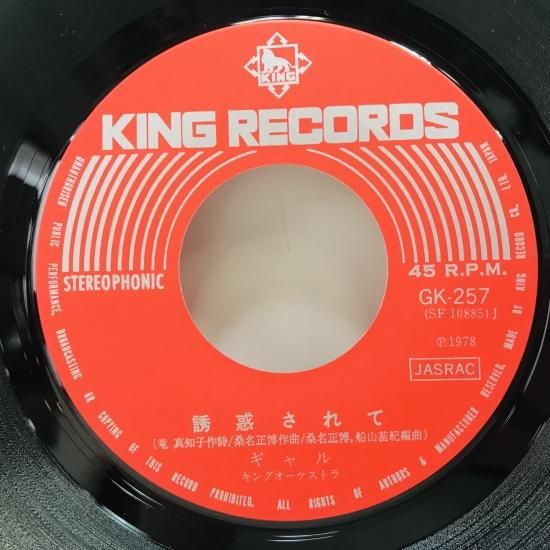 KING
KING RECORDS
STEREOPHONIC
45 R.P.M.
GK-257
(SF 10885) J
Ⓟ1978
JASRAC
誘惑されて
(竜 真知子作詩/桑名正博作曲/桑名正博, 船山基紀編曲)
ギャル
キングオーケストラ
UNAUTHORISED PUBLIC PERFORMANCE, BROADCASTING OR COPYING OF THIS RECORD PROHIBITED. ALL RIGHTS OF AUTHORS & MANUFACTURER RESERVED. MADE BY KING RECORD CO., LTD. JAPAN